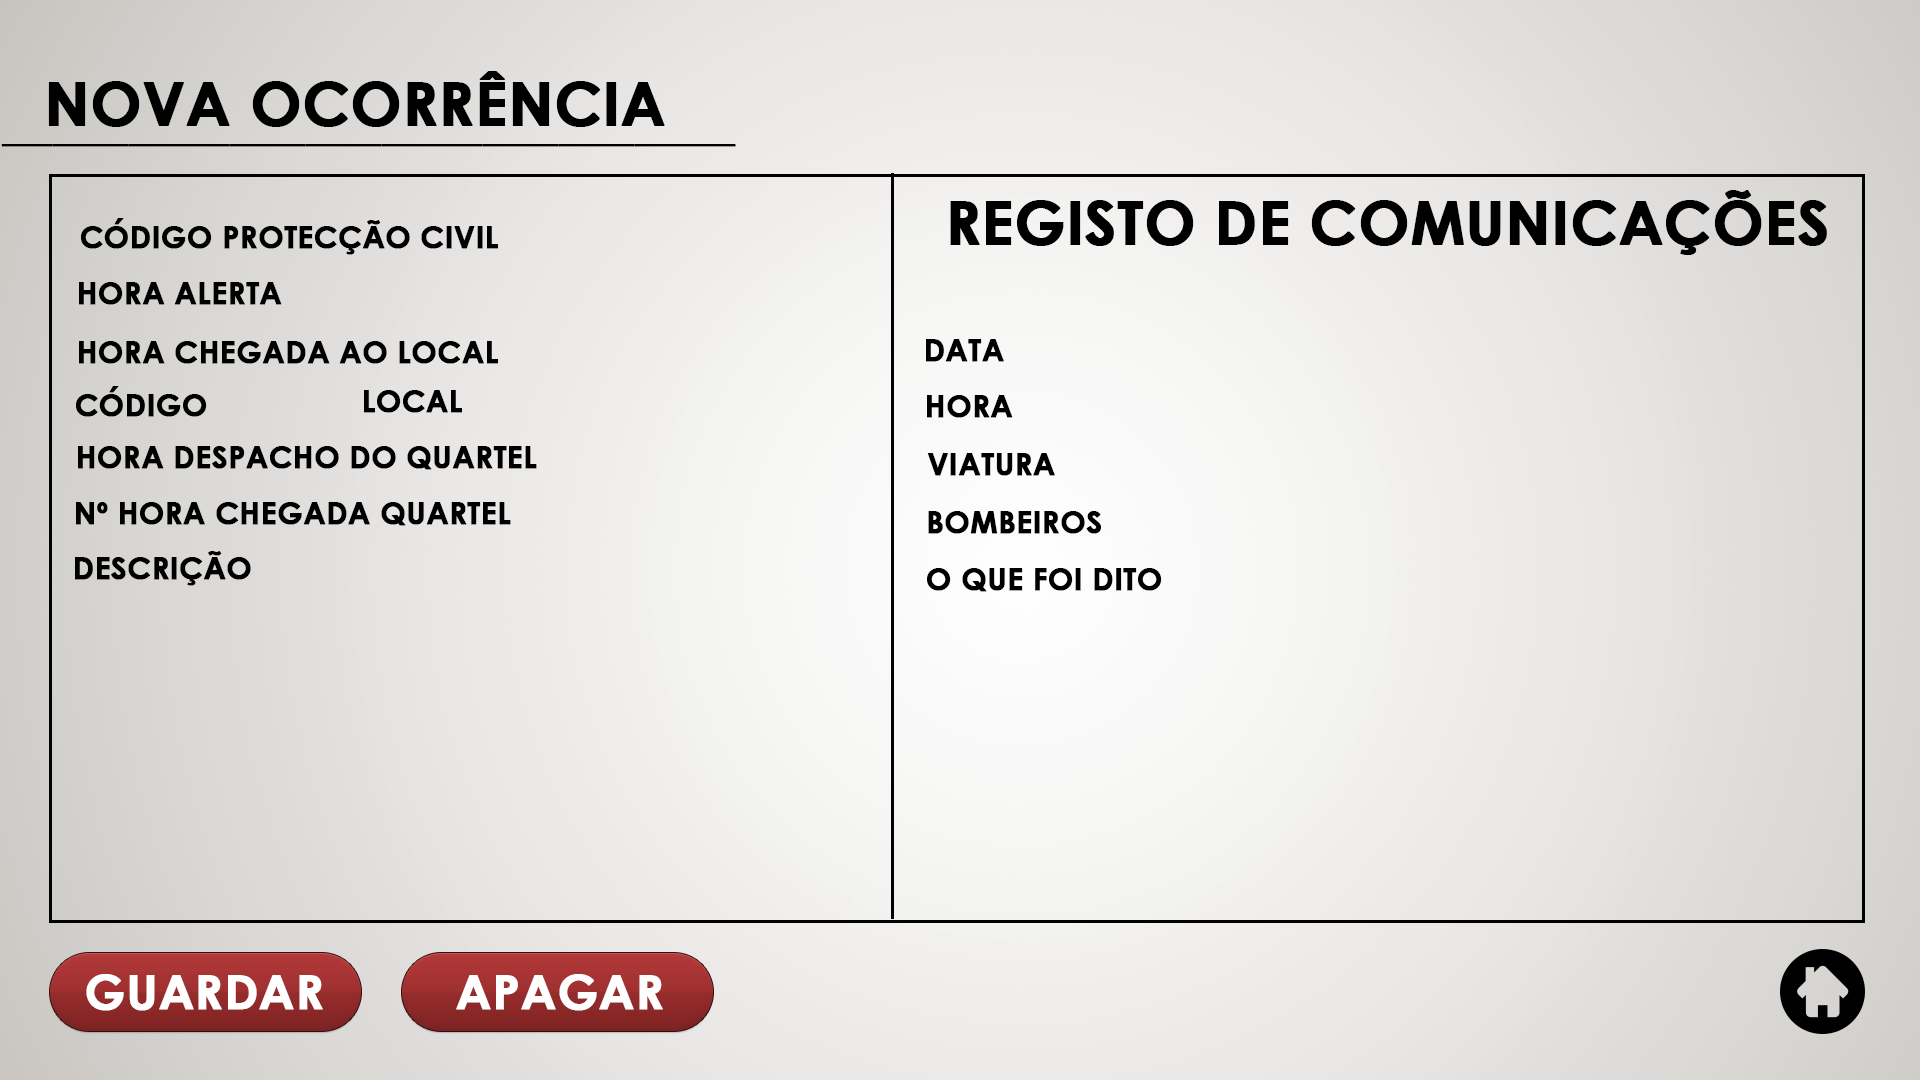 NOVA OCORRÊNCIA
CÓDIGO PROTECÇÃO CIVIL
HORA ALERTA
HORA CHEGADA AO LOCAL
CÓDIGO LOCAL
HORA DESPACHO DO QUARTEL
Nº HORA CHEGADA QUARTEL
DESCRIÇÃO
REGISTO DE COMUNICAÇÕES
DATA
HORA
VIATURA
BOMBEIROS
O QUE FOI DITO
GUARDAR
APAGAR